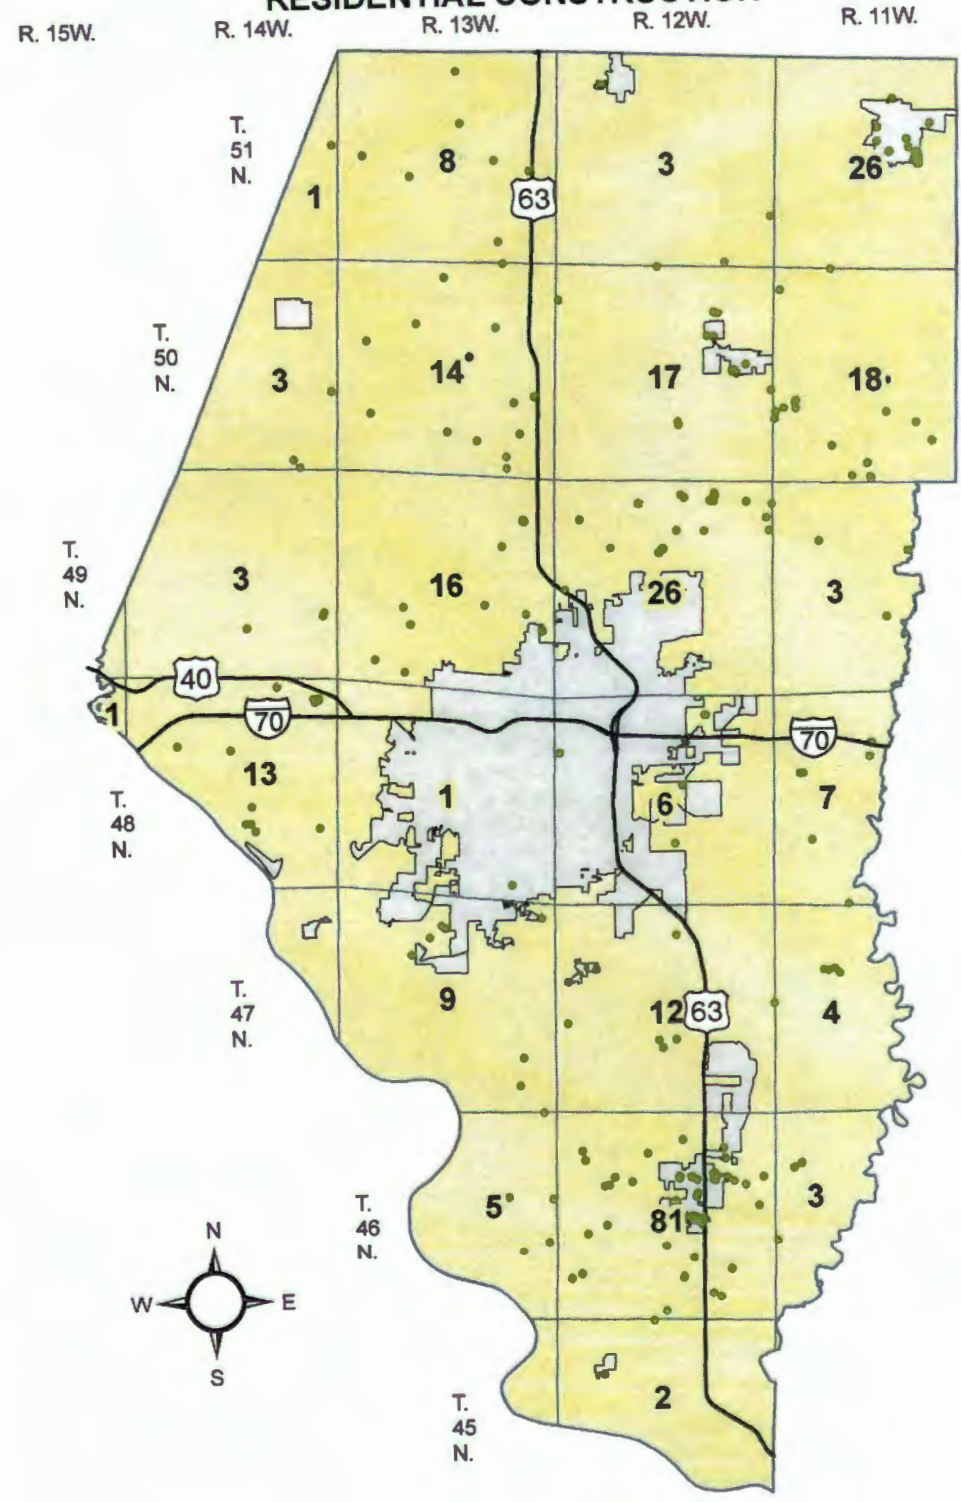 RESIDENTIAL CONSTRUCTION
R. 15W.
R. 14W.
R. 13W.
R. 12W.
R. 11W.
T.
51
N.
1
8
63
3
26
T.
50
N.
3
14
17
18
T.
49
N.
3
16
26
3
40
1
70
70
13
1
6
7
T.
48
N.
T.
47
N.
9
12
63
4
T.
46
N.
5
81
3
N
W
E
S
T.
45
N.
2